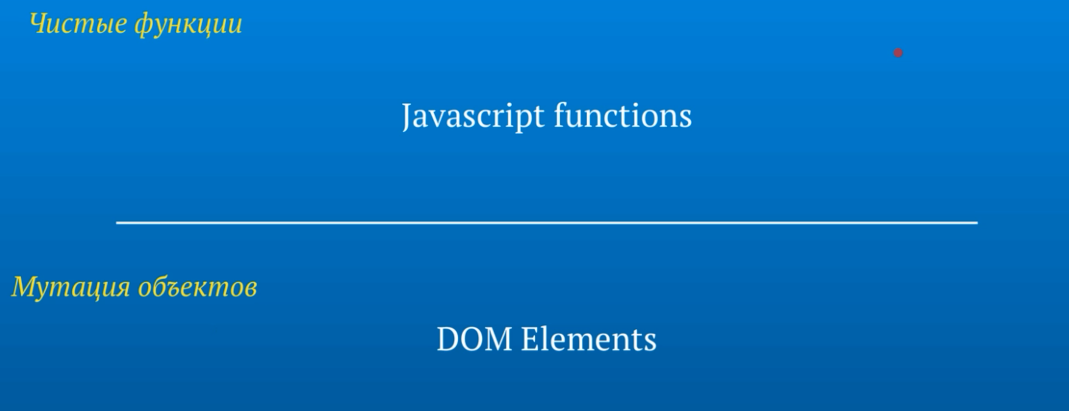 Чистые функции
Javascript functions
Мутация объектов
DOM Elements